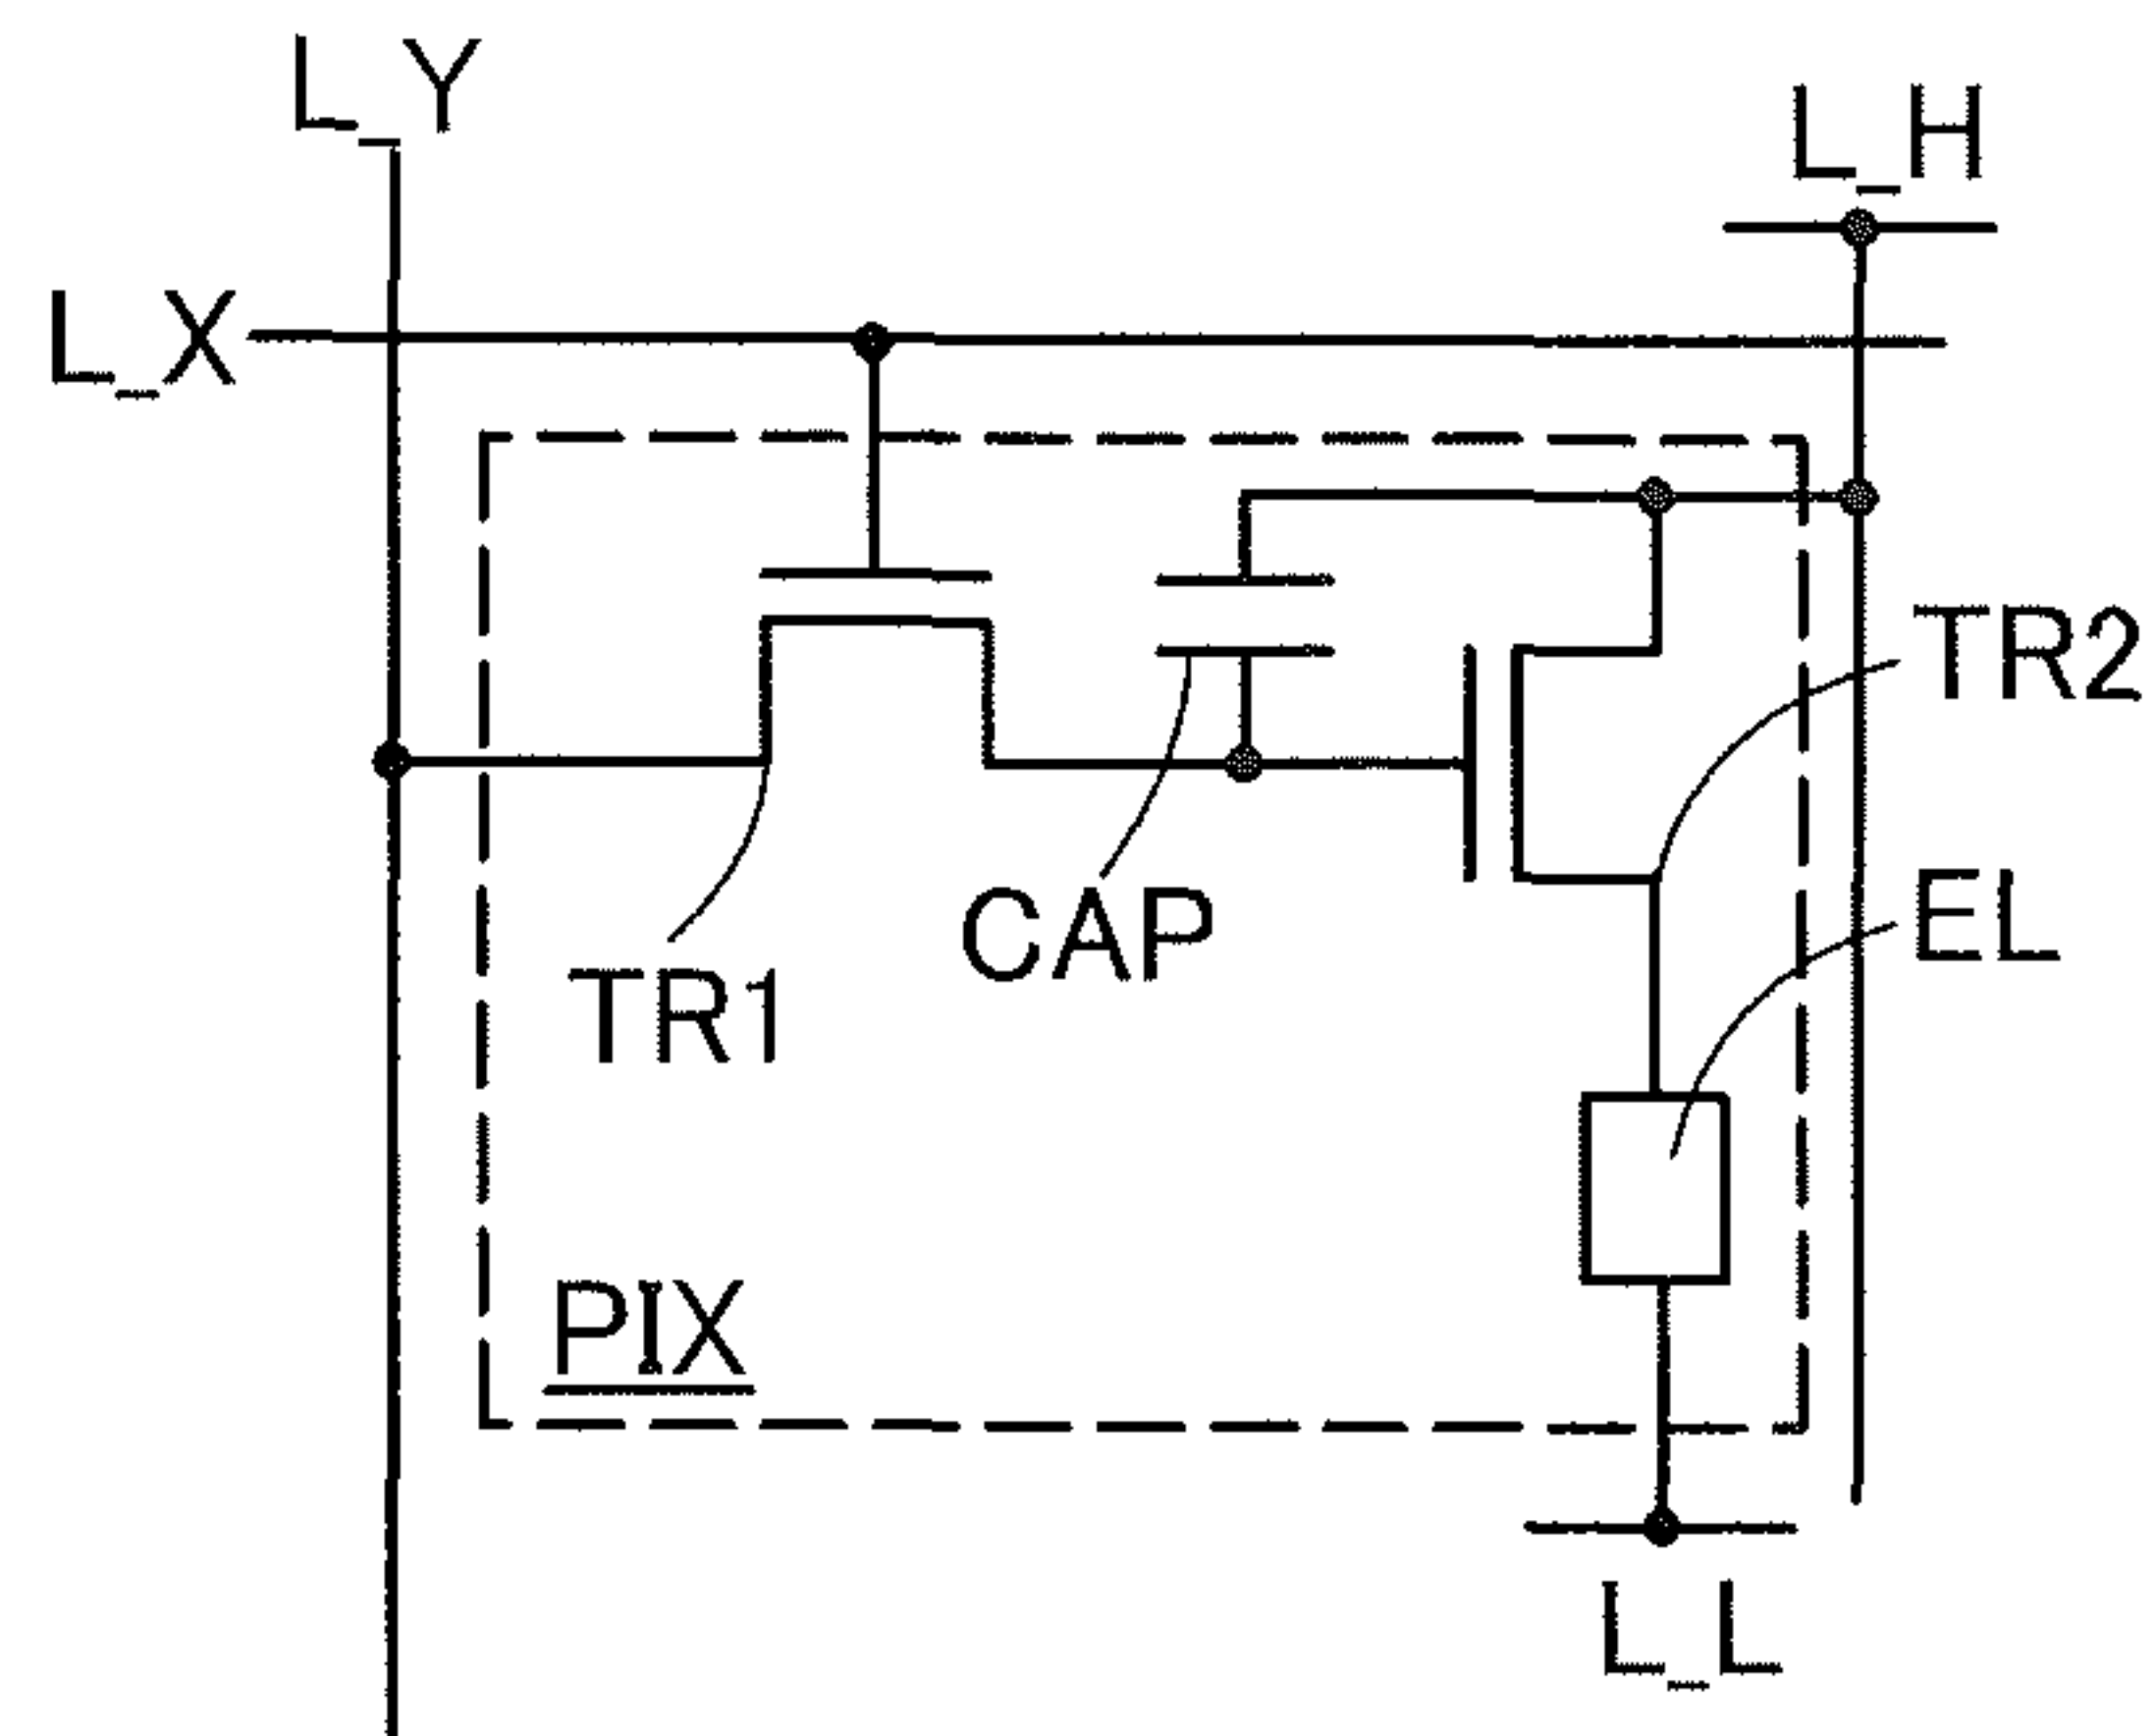 L_Y
L_H
L_X
TR2
EL
CAP
TR1
PIX
L_L